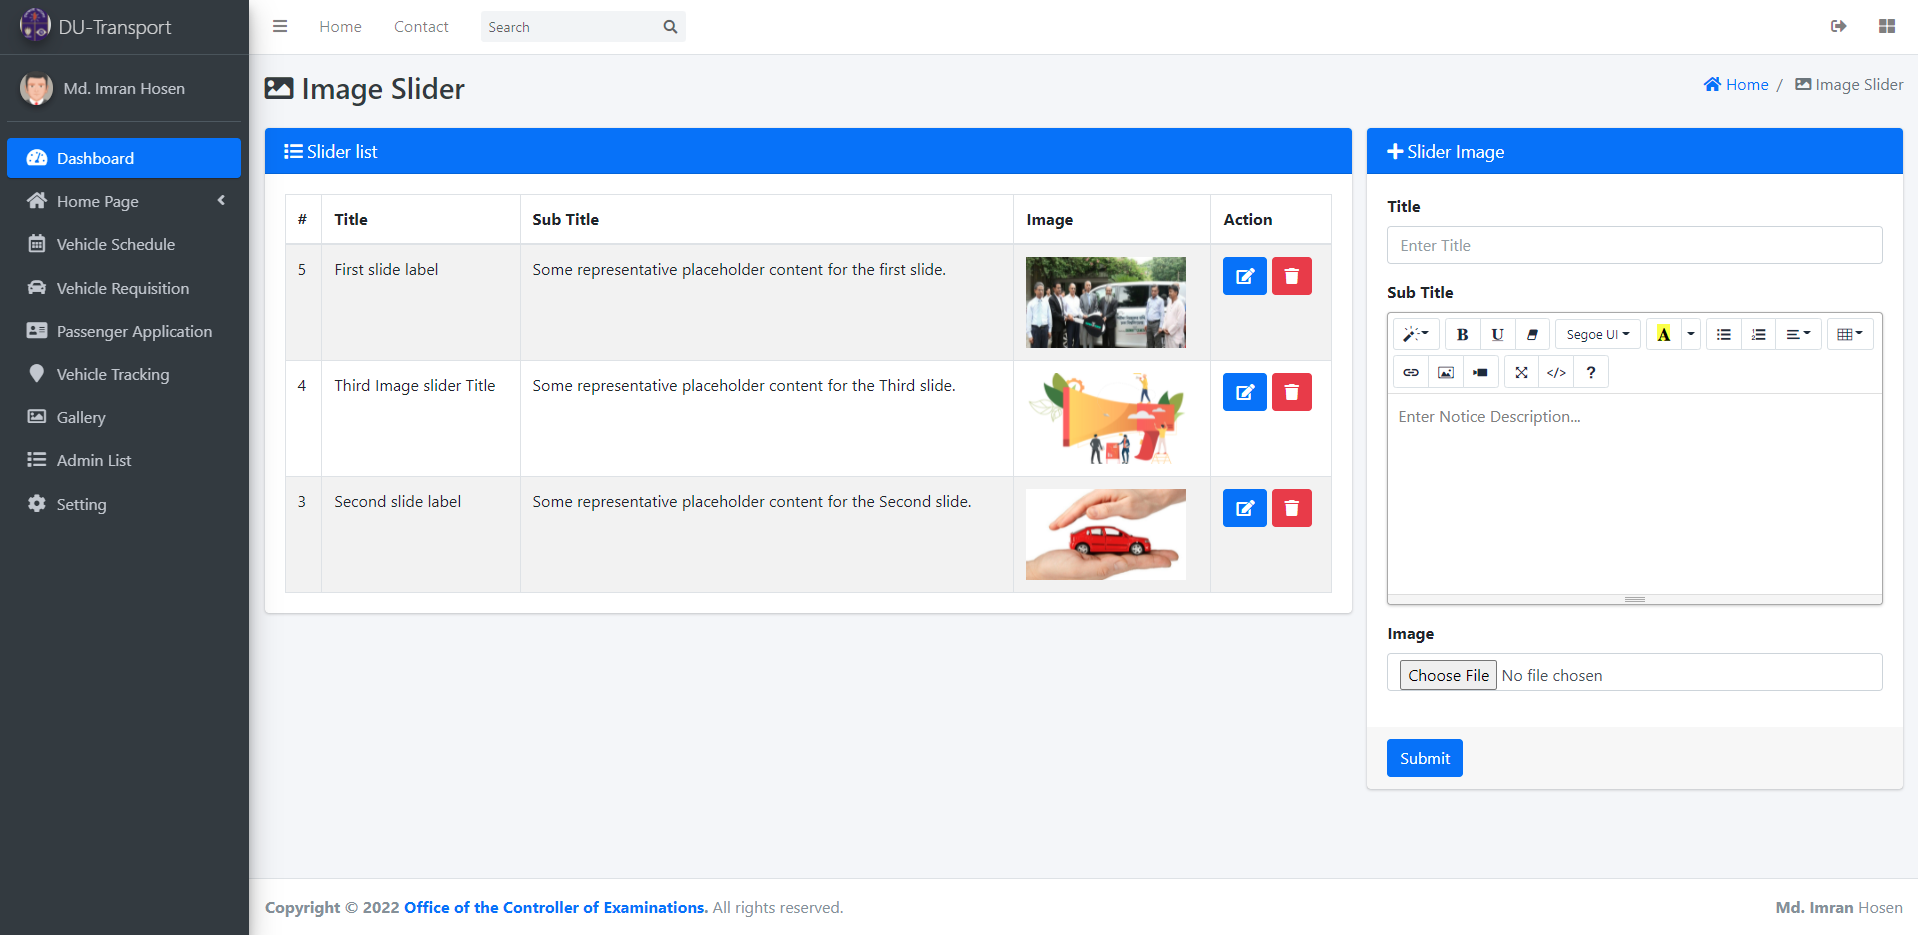 DU-Transport
Home
Contact
Search
Md. Imran Hosen
Dashboard
Home Page
Vehicle Schedule
Vehicle Requisition
Passenger Application
Vehicle Tracking
Gallery
Admin List
Setting
Image Slider
Home / Image Slider
Slider list
# Title Sub Title Image Action
5 First slide label Some representative placeholder content for the first slide.
4 Third Image slider Title Some representative placeholder content for the Third slide.
3 Second slide label Some representative placeholder content for the Second slide.
Slider Image
Title
Enter Title
Sub Title
B U Segoe UI A
</> ?
Enter Notice Description...
Image
Choose File No file chosen
Submit
Copyright © 2022 Office of the Controller of Examinations. All rights reserved.
Md. Imran Hosen